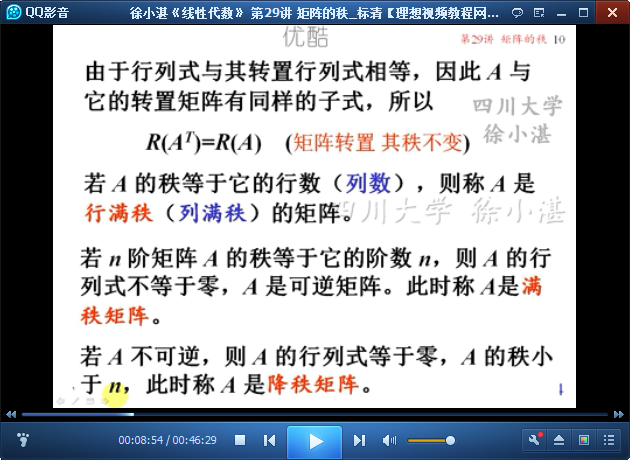 QQ影音
徐小湛《线性代数》 第29讲 矩阵的秩_标清【理想视频教程网...
优酷
第29讲 矩阵的秩 10
由于行列式与其转置行列式相等，因此 A 与
它的转置矩阵有同样的子式，所以
四川大学
徐小湛
R(Aᵀ)=R(A) (矩阵转置 其秩不变)
若 A 的秩等于它的行数（列数），则称 A 是
行满秩（列满秩）的矩阵。
四川大学 徐小湛
若 n 阶矩阵 A 的秩等于它的阶数 n，则 A 的行
列式不等于零，A 是可逆矩阵。此时称 A是满
秩矩阵。
若 A 不可逆，则 A 的行列式等于零，A 的秩小
于 n，此时称 A 是降秩矩阵。
00:08:54 / 00:46:29